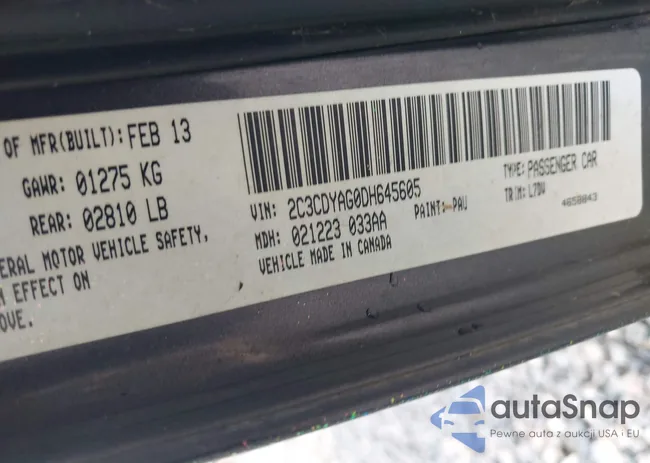 OF MFR(BUILT): FEB 13
GAWR: 01275 KG
REAR: 02810 LB
ERAL MOTOR VEHICLE SAFETY,
EFFECT ON
OVE.
VIN: 2C3CDYAG0DH645605
MDH: 021223 033AA
PAINT: PAU
VEHICLE MADE IN CANADA
TYPE: PASSENGER CAR
TRIM: L7DV
4650843
autaSnap
Pewne auta z aukcji USA i EU